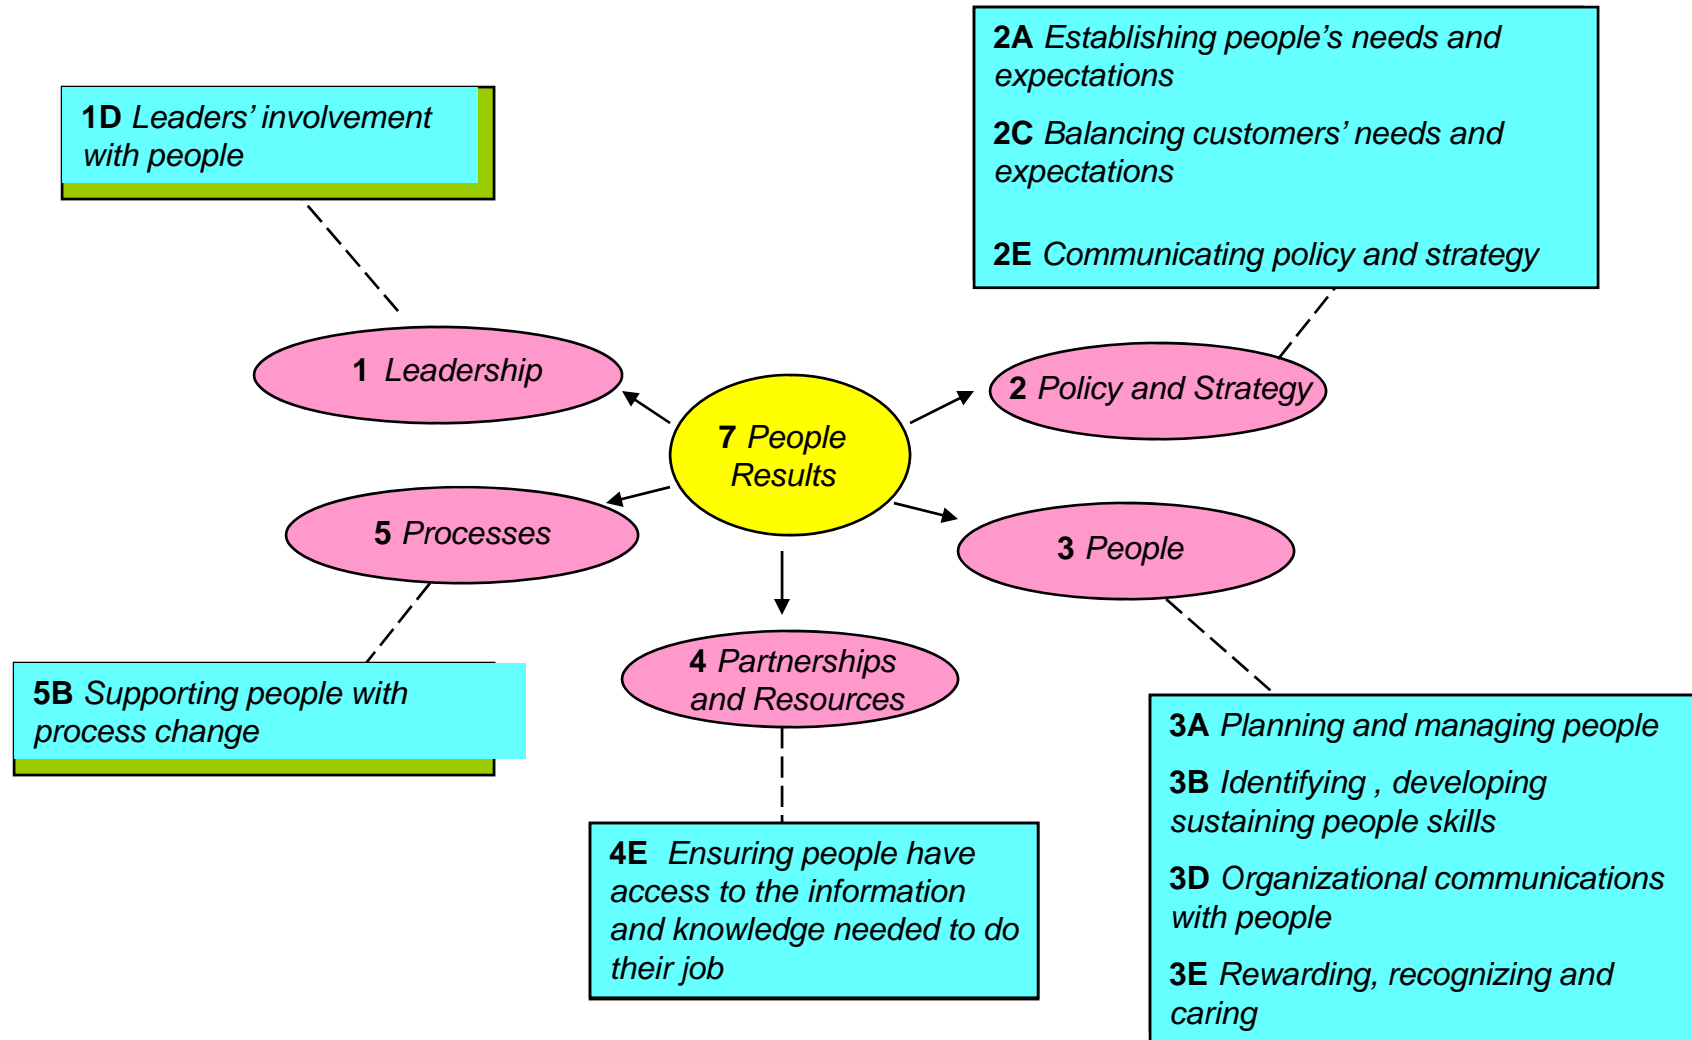 1D Leaders’ involvement
with people
2A Establishing people’s needs and
expectations
2C Balancing customers’ needs and
expectations
2E Communicating policy and strategy
1 Leadership
2 Policy and Strategy
7 People
Results
5 Processes
3 People
4 Partnerships
and Resources
5B Supporting people with
process change
4E Ensuring people have
access to the information
and knowledge needed to do
their job
3A Planning and managing people
3B Identifying , developing
sustaining people skills
3D Organizational communications
with people
3E Rewarding, recognizing and
caring